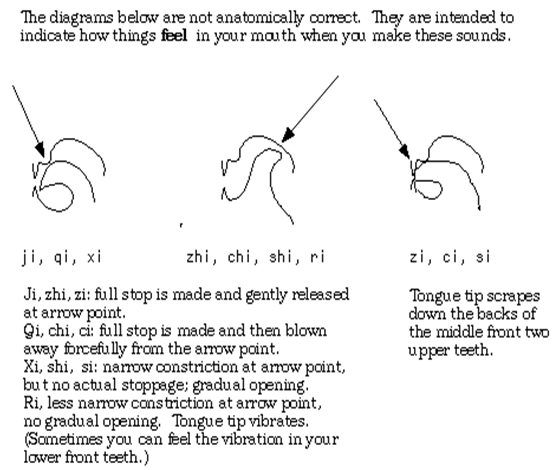 The diagrams below are not anatomically correct. They are intended to
indicate how things feel in your mouth when you make these sounds.
ji, qi, xi
zhi, chi, shi, ri
zi, ci, si
Ji, zhi, zi: full stop is made and gently released
at arrow point.
Qi, chi, ci: full stop is made and then blown
away forcefully from the arrow point.
Xi, shi, si: narrow constriction at arrow point,
but no actual stoppage; gradual opening.
Ri, less narrow constriction at arrow point,
no gradual opening. Tongue tip vibrates.
(Sometimes you can feel the vibration in your
lower front teeth.)
Tongue tip scrapes
down the backs of
the middle front two
upper teeth.